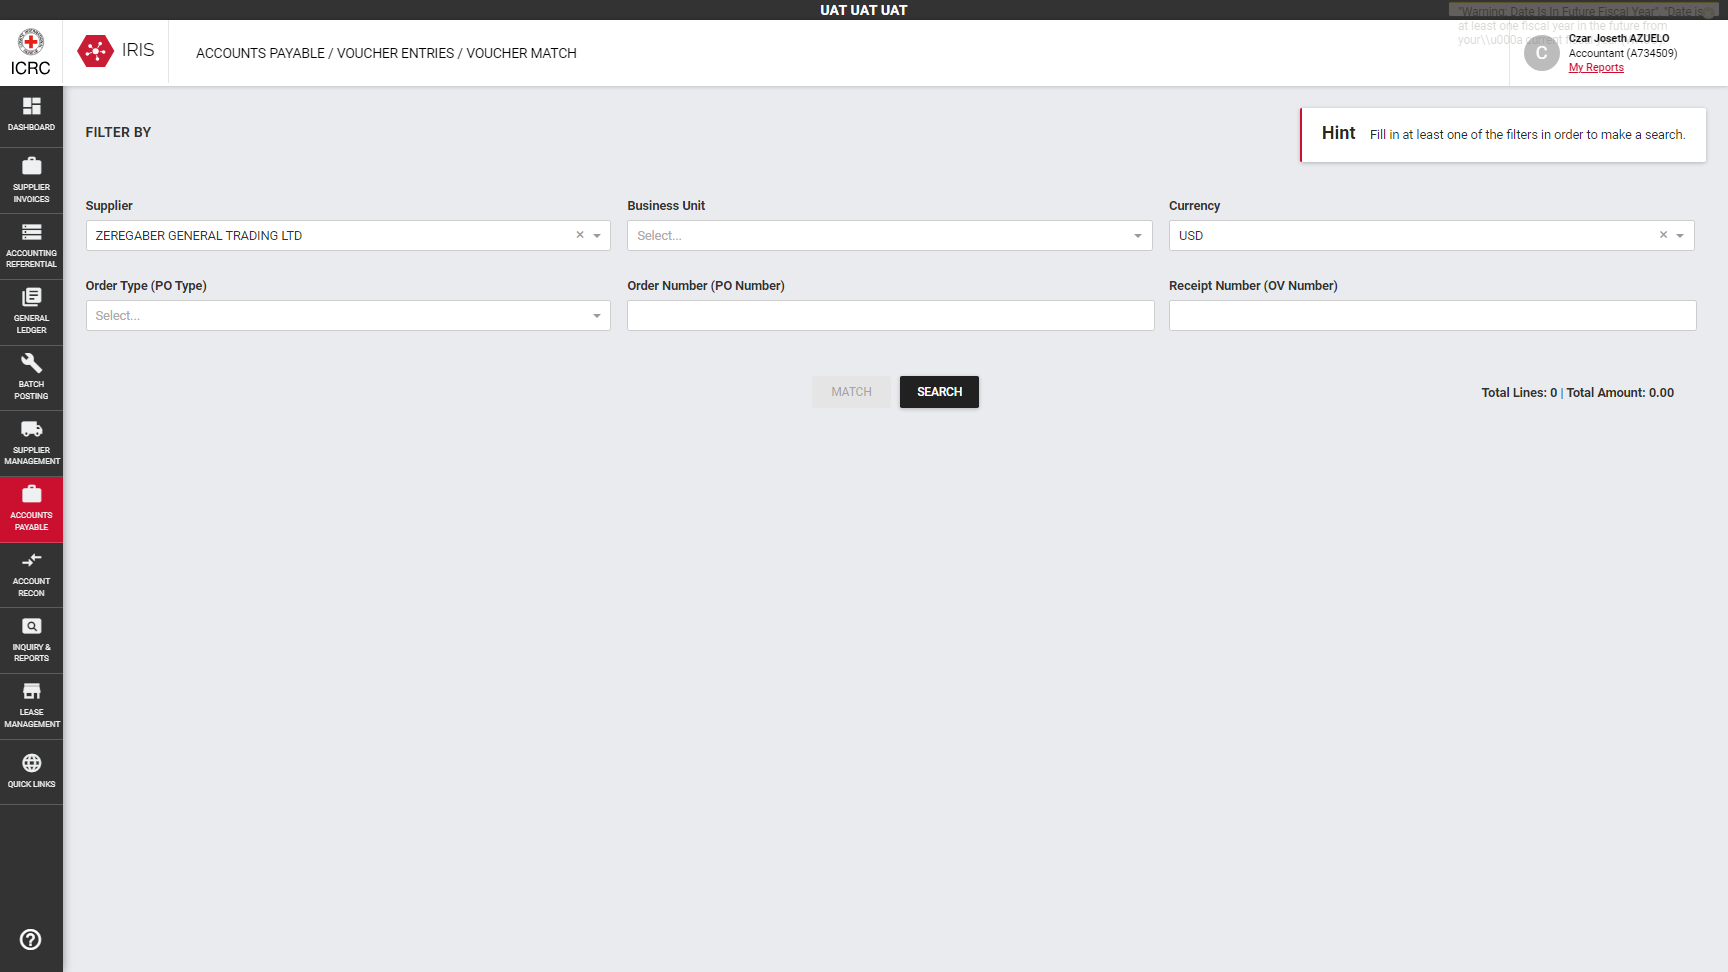 UAT UAT UAT
"Warning: Date Is In Future Fiscal Year", "Date is
at least one fiscal year in the future from
your\\u000a current
ICRC
IRIS
ACCOUNTS PAYABLE / VOUCHER ENTRIES / VOUCHER MATCH
C
Czar Joseth AZUELO
Accountant (A734509)
My Reports
DASHBOARD
SUPPLIER
INVOICES
ACCOUNTING
REFERENTIAL
GENERAL
LEDGER
BATCH
POSTING
SUPPLIER
MANAGEMENT
ACCOUNTS
PAYABLE
ACCOUNT
RECON
INQUIRY &
REPORTS
LEASE
MANAGEMENT
QUICK LINKS
FILTER BY
Hint Fill in at least one of the filters in order to make a search.
Supplier
ZEREGABER GENERAL TRADING LTD
Business Unit
Select...
Currency
USD
Order Type (PO Type)
Select...
Order Number (PO Number)
Receipt Number (OV Number)
MATCH
SEARCH
Total Lines: 0 | Total Amount: 0.00